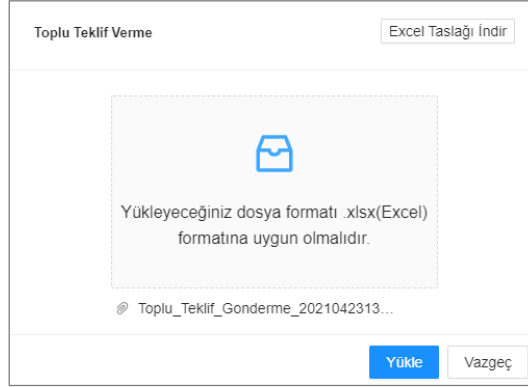 Toplu Teklif Verme
Excel Taslağı İndir
Yükleyeceğiniz dosya formatı .xlsx(Excel)
formatına uygun olmalıdır.
Toplu_Teklif_Gonderme_2021042313...
Yükle
Vazgeç